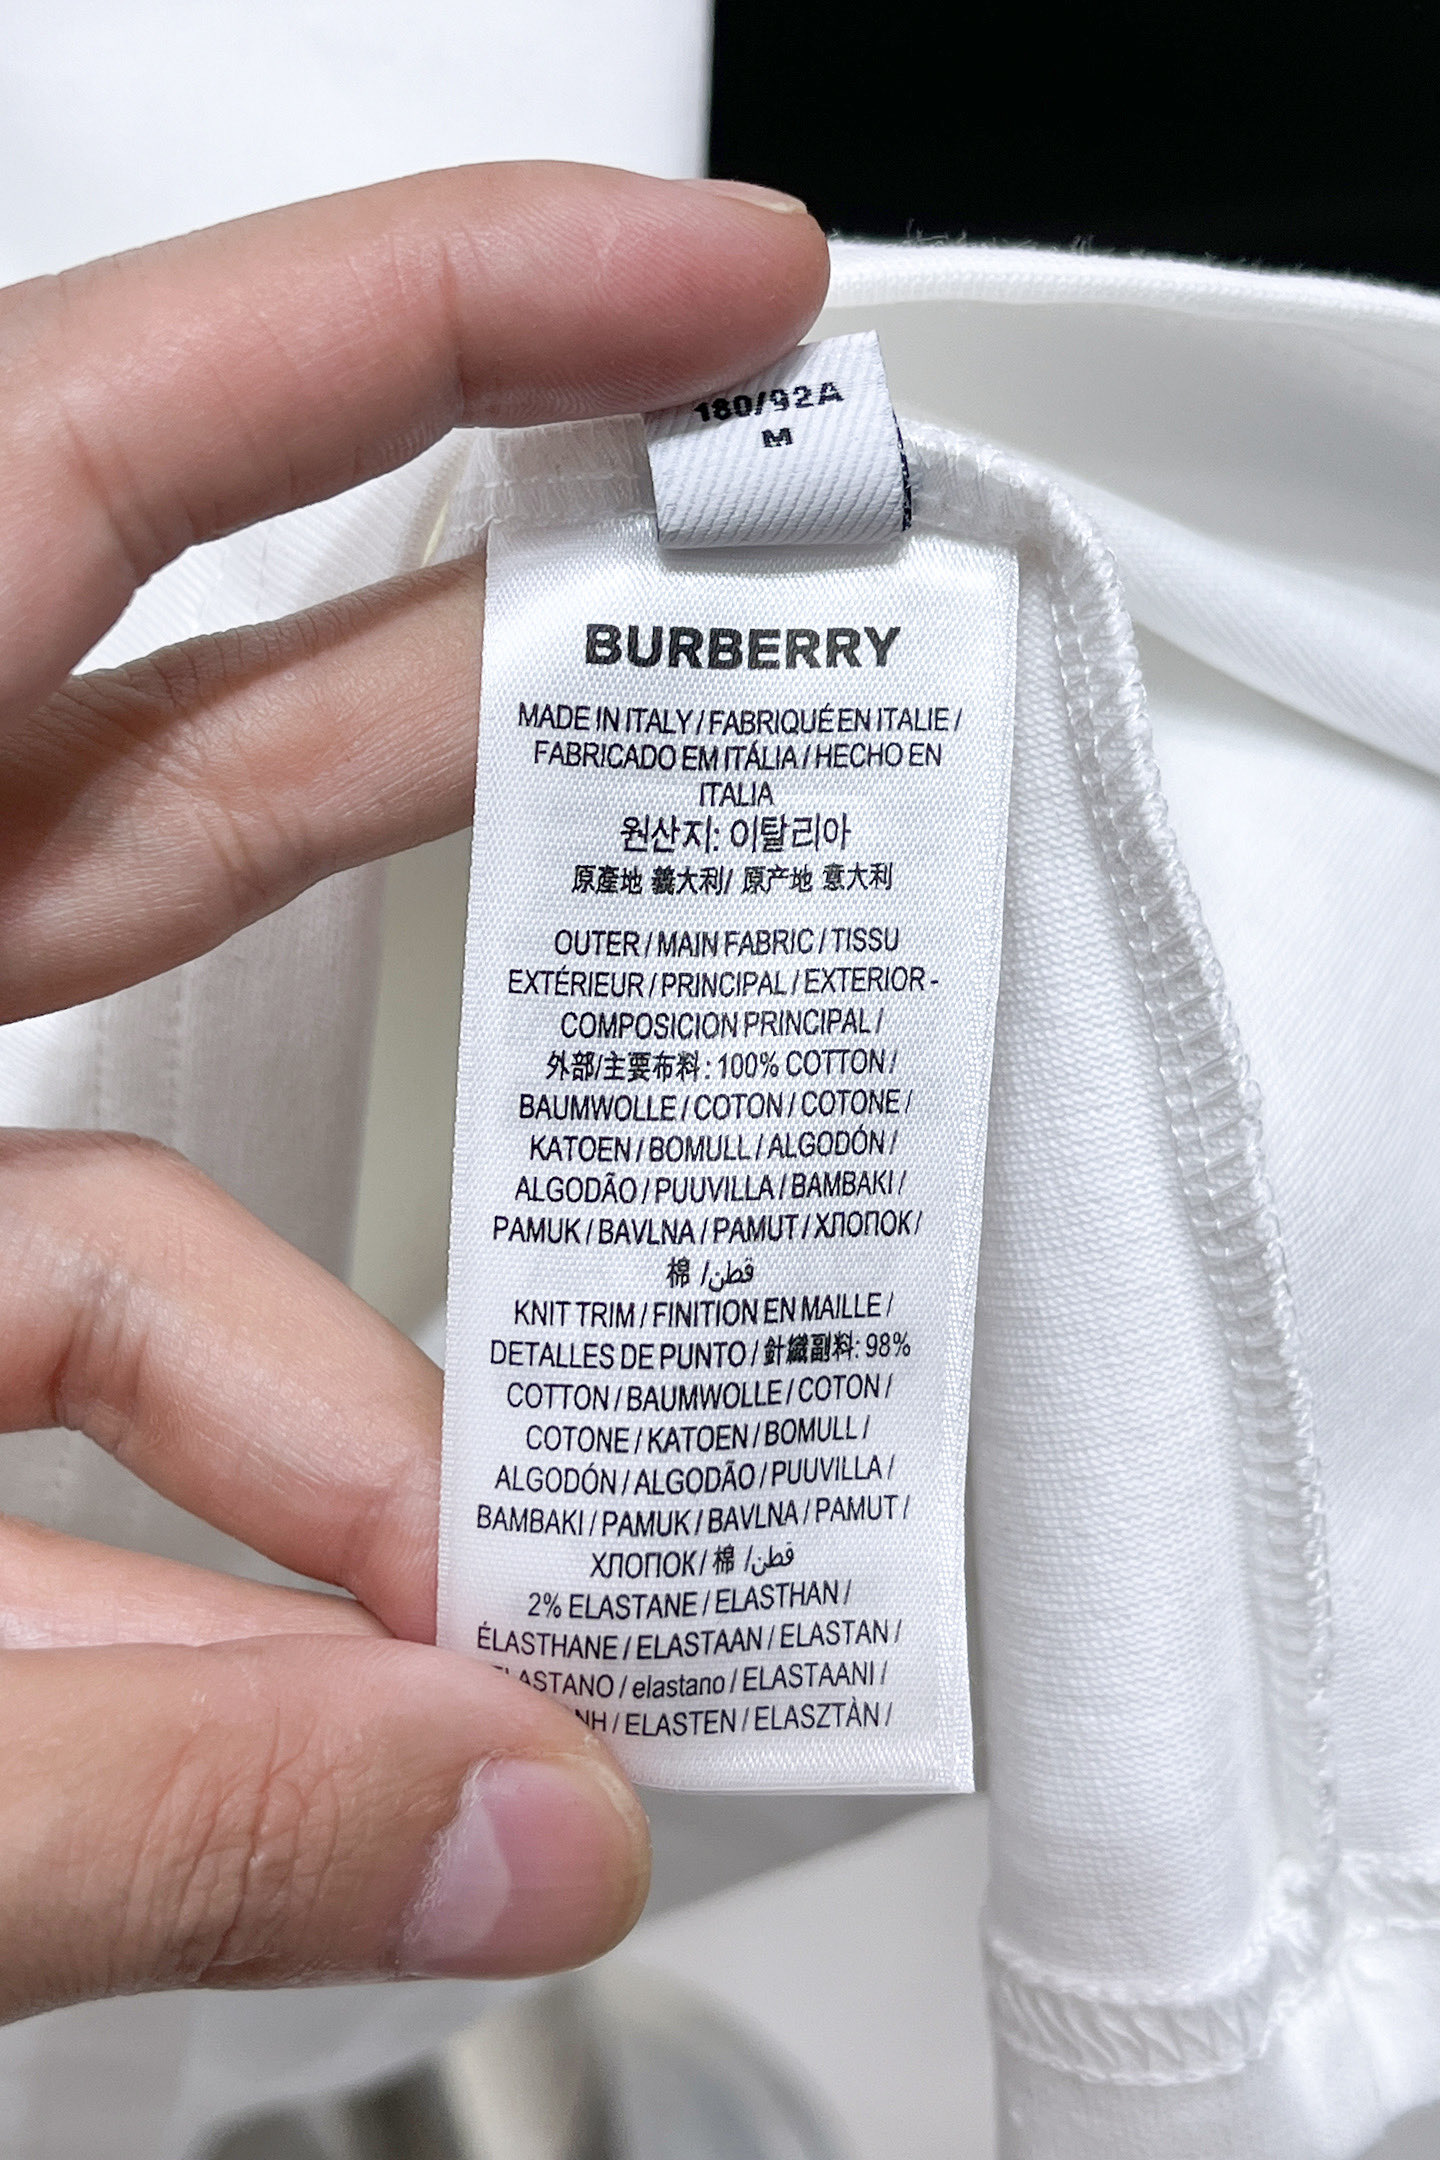 180/92A
M
BURBERRY
MADE IN ITALY / FABRIQUÉ EN ITALIE /
FABRICADO EM ITÁLIA / HECHO EN
ITALIA
원산지: 이탈리아
原產地 義大利/ 原产地 意大利
OUTER / MAIN FABRIC / TISSU
EXTÉRIEUR / PRINCIPAL / EXTERIOR -
COMPOSICION PRINCIPAL /
外部/主要布料: 100% COTTON /
BAUMWOLLE / COTON / COTONE /
KATOEN / BOMULL / ALGODÓN /
ALGODÃO / PUUVILLA / BAMBAKI /
PAMUK / BAVLNA / PAMUT / ХЛОПОК /
棉 /قطن
KNIT TRIM / FINITION EN MAILLE /
DETALLES DE PUNTO / 針織副料: 98%
COTTON / BAUMWOLLE / COTON /
COTONE / KATOEN / BOMULL /
ALGODÓN / ALGODÃO / PUUVILLA /
BAMBAKI / PAMUK / BAVLNA / PAMUT /
ХЛОПОК / 棉 /قطن
2% ELASTANE / ELASTHAN /
ÉLASTHANE / ELASTAAN / ELASTAN /
/ elastano / ELASTAANI /
/ ELASTEN / ELASZTÀN /